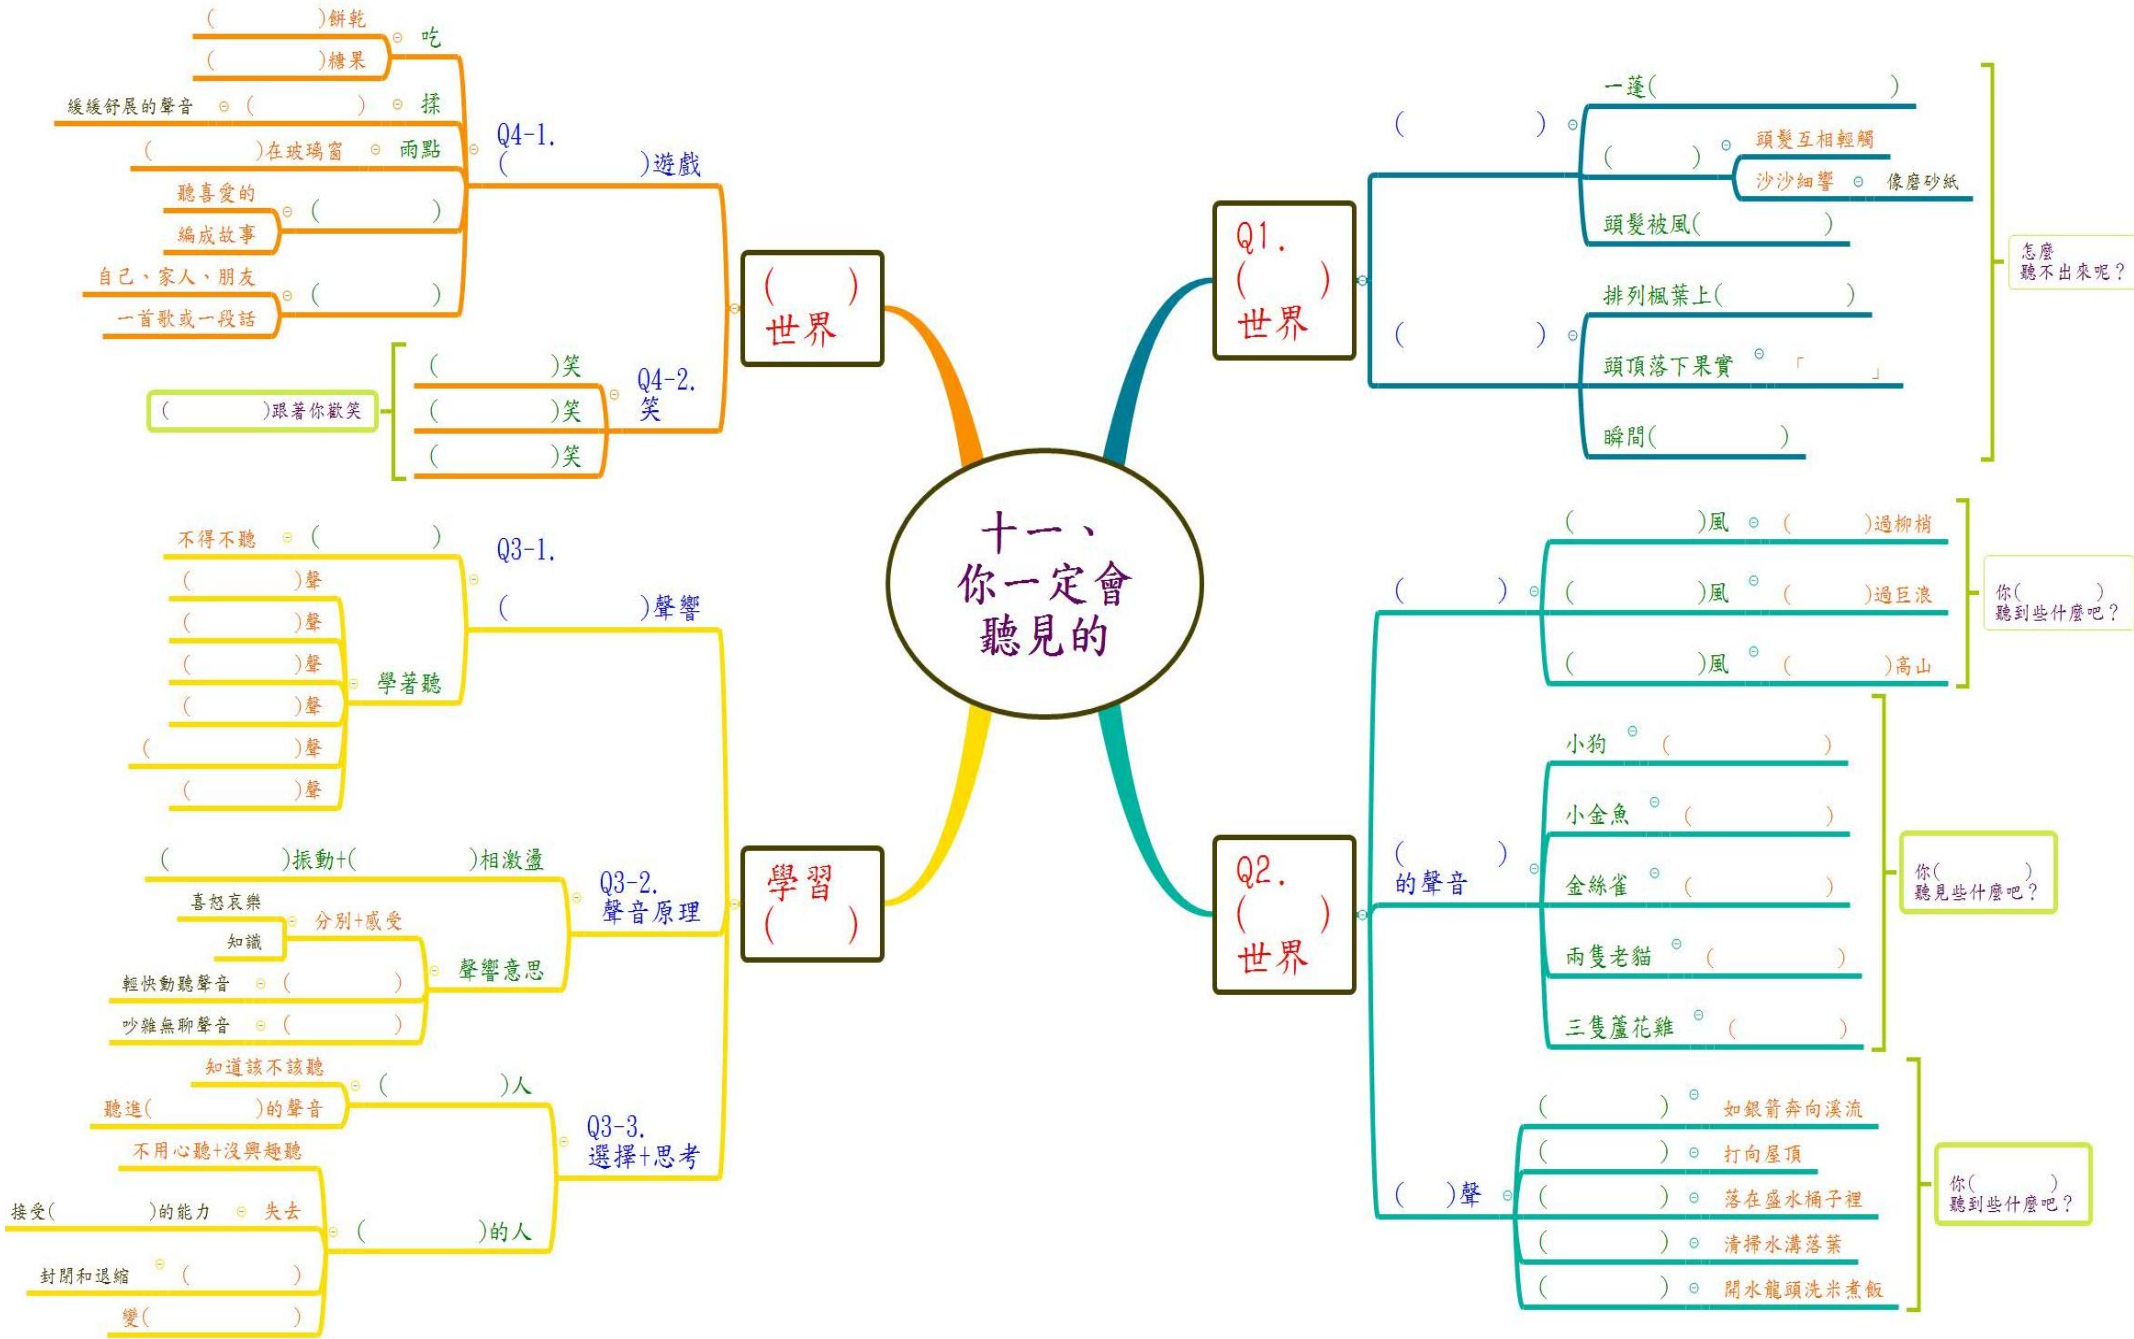 十一、
你一定會
聽見的
Q1.
(　　)
世界
(　　　　)
一蓬(　　　　　　　)
(　　　)
頭髮互相輕觸
沙沙細響
像磨砂紙
頭髮被風(　　　　)
(　　　　)
排列楓葉上(　　　　)
頭頂落下果實
「　　」
瞬間(　　　　)
怎麼
聽不出來呢？
Q2.
(　　)
世界
(　　　)
(　　　　)風
(　　　)過柳梢
(　　　　)風
(　　　)過巨浪
(　　　　)風
(　　　)高山
你(　　　)
聽到些什麼吧？
(　　　)
的聲音
小狗
(　　　　　)
小金魚
(　　　　)
金絲雀
(　　　　)
兩隻老貓
(　　　　)
三隻蘆花雞
(　　　)
你(　　　)
聽見些什麼吧？
(　)聲
(　　　　)
如銀箭奔向溪流
(　　　　)
打向屋頂
(　　　　)
落在盛水桶子裡
(　　　　)
清掃水溝落葉
(　　　　)
開水龍頭洗米煮飯
你(　　　)
聽到些什麼吧？
學習
(　　)
Q3-1.
(　　　　)聲響
(　　　　)
不得不聽
學著聽
(　　　)聲
(　　　)聲
(　　　)聲
(　　　)聲
(　　　　)聲
(　　　)聲
Q3-2.
聲音原理
(　　　)振動+(　　　)相激盪
聲響意思
分別+感受
喜怒哀樂
知識
(　　　)
輕快動聽聲音
(　　　)
吵雜無聊聲音
Q3-3.
選擇+思考
(　　　)人
知道該不該聽
聽進(　　　)的聲音
(　　　)的人
不用心聽+沒興趣聽
失去
接受(　　　)的能力
(　　　)
封閉和退縮
變(　　　　)
(　　)
世界
Q4-1.
(　　　　)遊戲
吃
(　　　)餅乾
(　　　)糖果
揉
(　　　)
緩緩舒展的聲音
雨點
(　　　)在玻璃窗
(　　　)
聽喜愛的
編成故事
(　　　)
自己、家人、朋友
一首歌或一段話
Q4-2.
笑
(　　　)笑
(　　　)笑
(　　　)笑
(　　　)跟著你歡笑